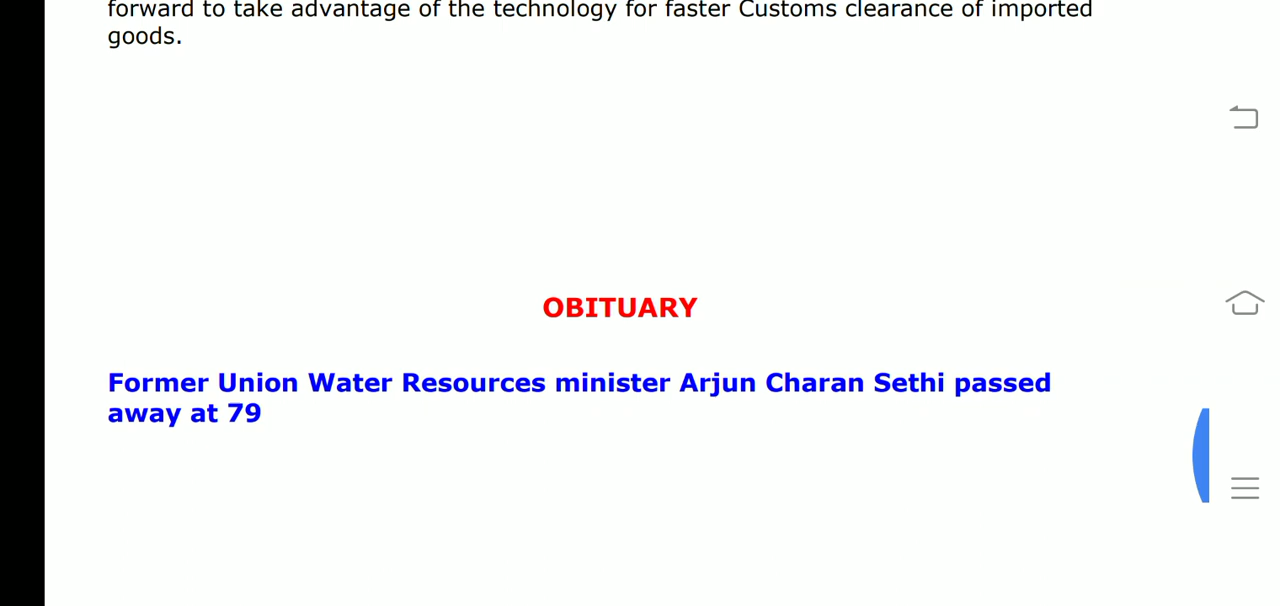 forward to take advantage of the technology for faster Customs clearance of imported
goods.
OBITUARY
Former Union Water Resources minister Arjun Charan Sethi passed
away at 79